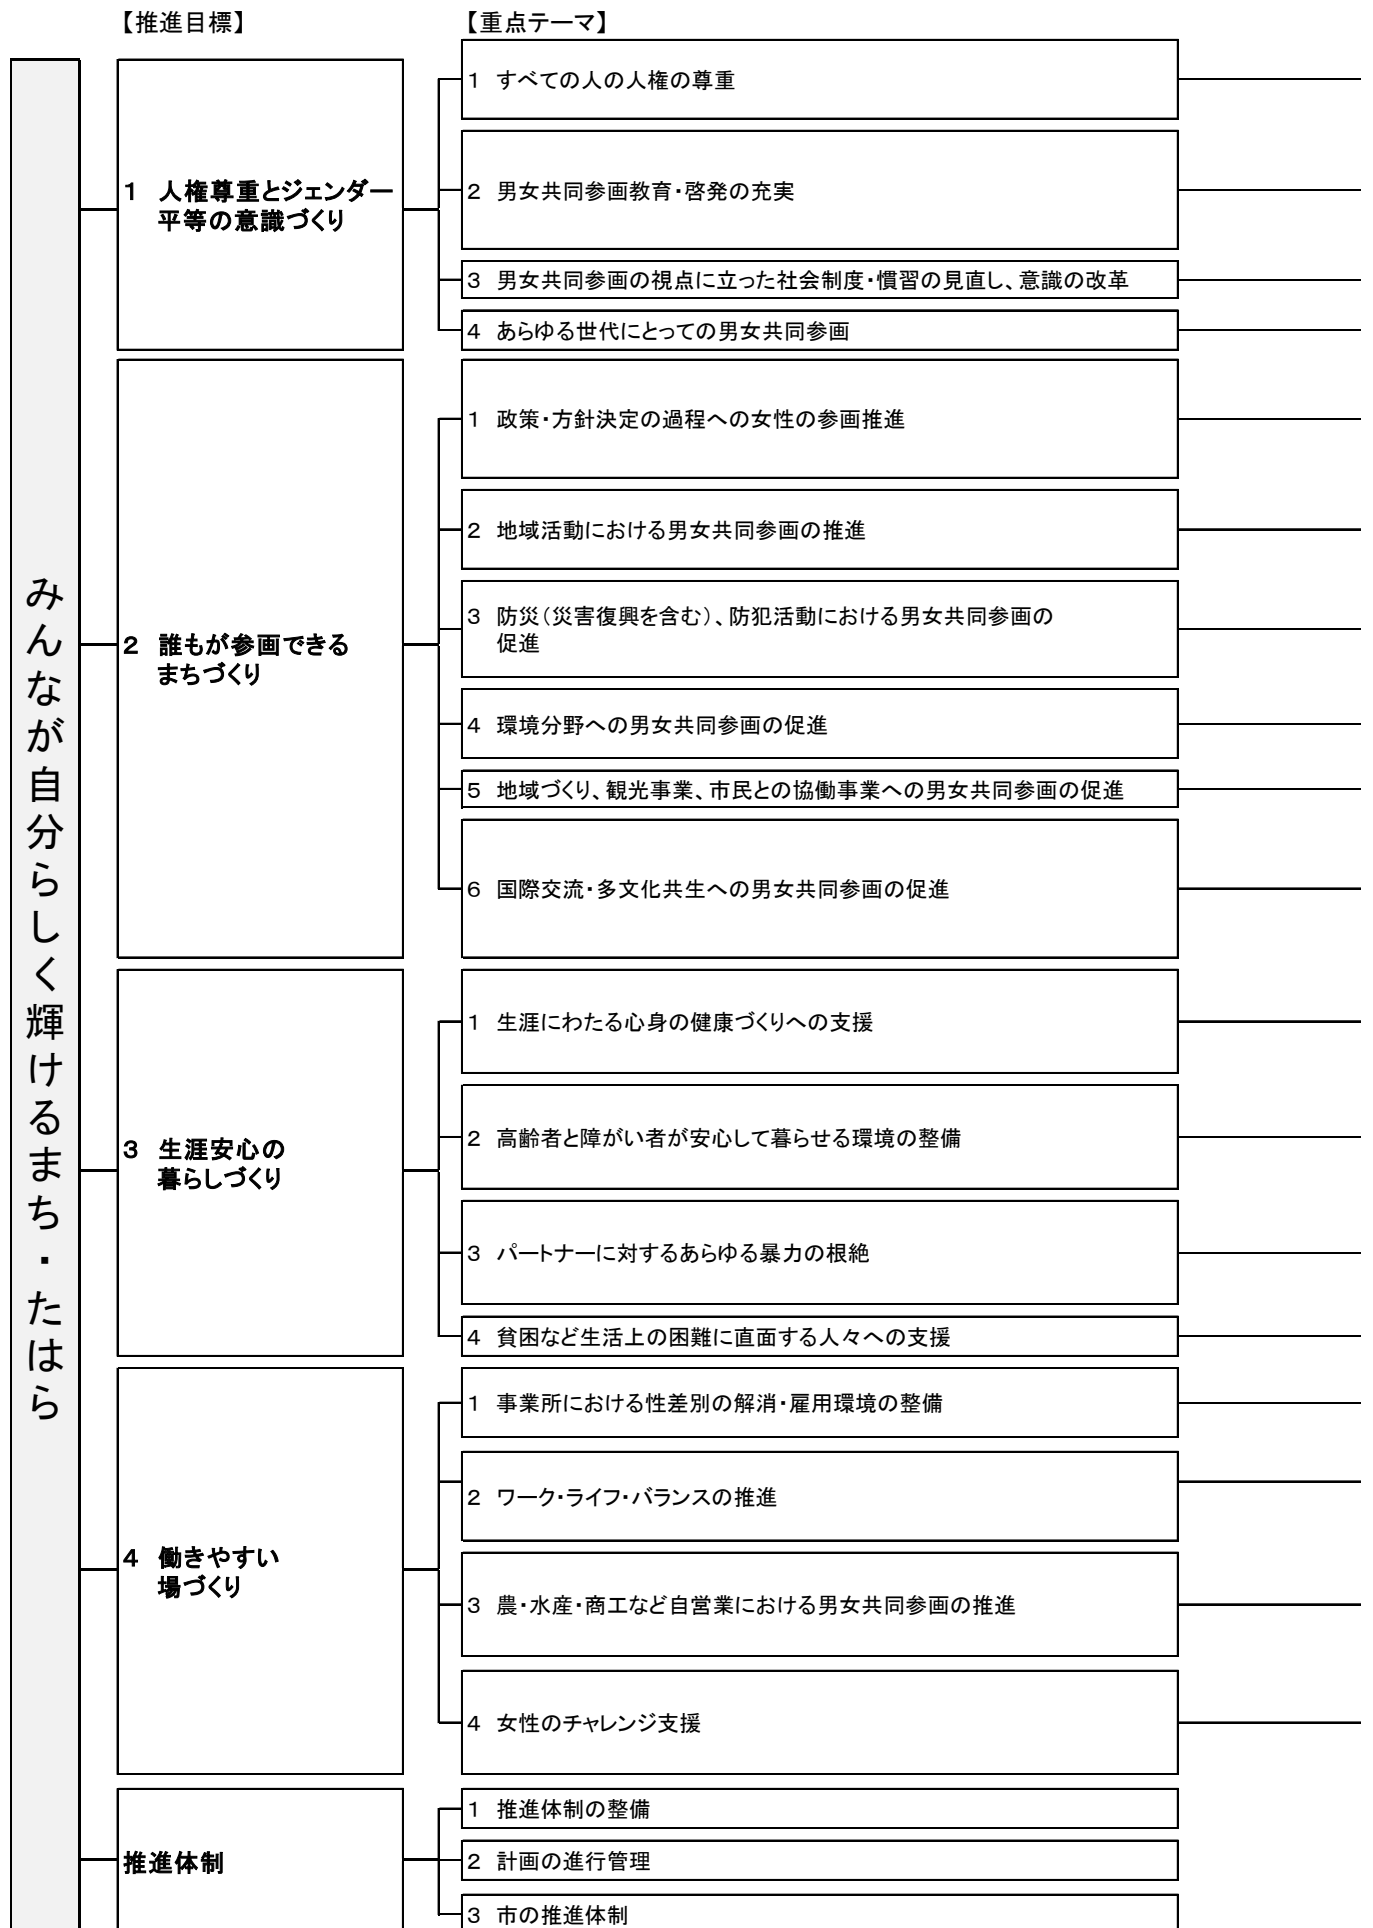 【推進目標】
【重点テーマ】
みんなが自分らしく輝けるまち・たはら
１　人権尊重とジェンダー
平等の意識づくり
１　すべての人の人権の尊重
２　男女共同参画教育・啓発の充実
３　男女共同参画の視点に立った社会制度・慣習の見直し、意識の改革
４　あらゆる世代にとっての男女共同参画
２　誰もが参画できる
まちづくり
１　政策・方針決定の過程への女性の参画推進
２　地域活動における男女共同参画の推進
３　防災（災害復興を含む）、防犯活動における男女共同参画の
促進
４　環境分野への男女共同参画の促進
５　地域づくり、観光事業、市民との協働事業への男女共同参画の促進
６　国際交流・多文化共生への男女共同参画の促進
３　生涯安心の
暮らしづくり
１　生涯にわたる心身の健康づくりへの支援
２　高齢者と障がい者が安心して暮らせる環境の整備
３　パートナーに対するあらゆる暴力の根絶
４　貧困など生活上の困難に直面する人々への支援
４　働きやすい
場づくり
１　事業所における性差別の解消・雇用環境の整備
２　ワーク・ライフ・バランスの推進
３　農・水産・商工など自営業における男女共同参画の推進
４　女性のチャレンジ支援
推進体制
１　推進体制の整備
２　計画の進行管理
３　市の推進体制